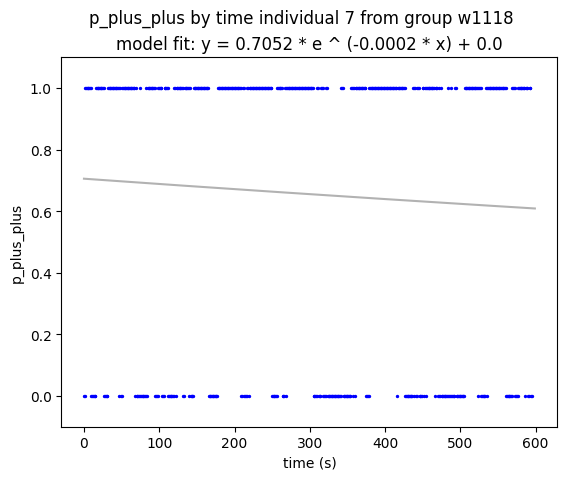 p_plus_plus by time individual 7 from group w1118
model fit: y = 0.7052 * e ^ (-0.0002 * x) + 0.0
1.0
0.8
0.6
0.4
0.2
0.0
p_plus_plus
0 100 200 300 400 500 600
time (s)